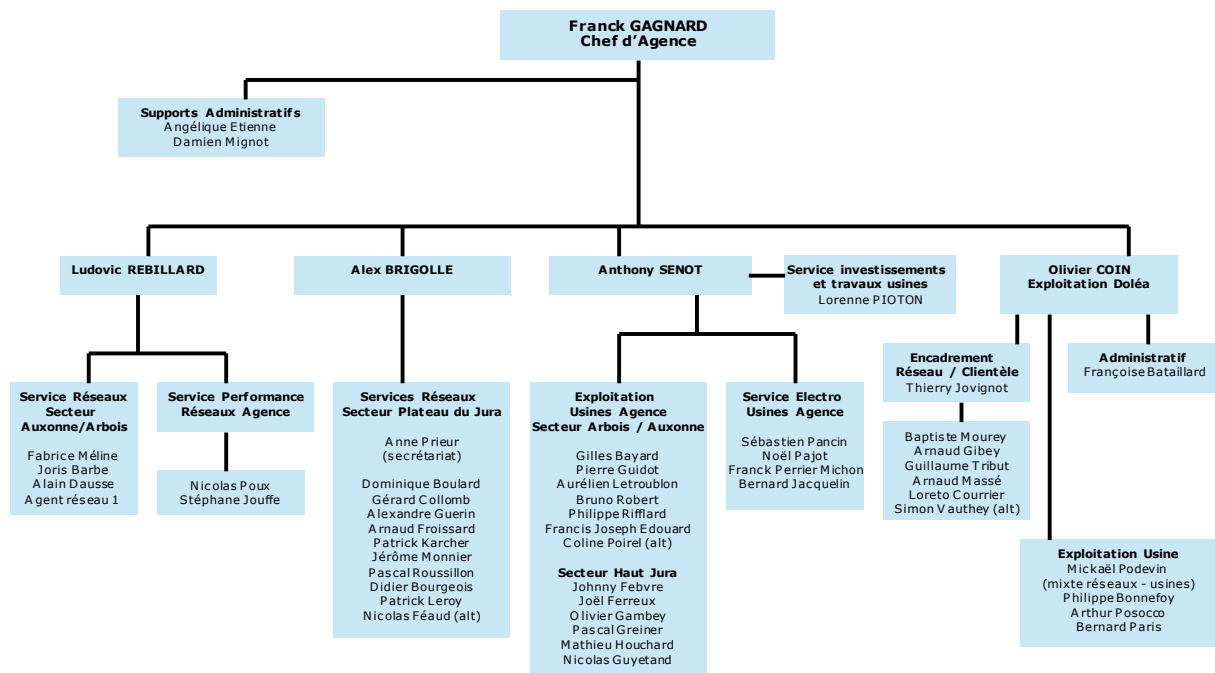 Franck GAGNARD
Chef d’Agence
Supports Administratifs
Angélique Etienne
Damien Mignot
Ludovic REBILLARD
Alex BRIGOLLE
Anthony SENOT
Service investissements
et travaux usines
Lorenne PIOTON
Olivier COIN
Exploitation Doléa
Service Réseaux
Secteur
Auxonne/Arbois
Fabrice Méline
Joris Barbe
Alain Dausse
Agent réseau 1
Service Performance
Réseaux Agence
Nicolas Poux
Stéphane Jouffe
Services Réseaux
Secteur Plateau du Jura
Anne Prieur
(secrétariat)
Dominique Boulard
Gérard Collomb
Alexandre Guerin
Arnaud Froissard
Patrick Karcher
Jérôme Monnier
Pascal Roussillon
Didier Bourgeois
Patrick Leroy
Nicolas Féaud (alt)
Exploitation
Usines Agence
Secteur Arbois / Auxonne
Gilles Bayard
Pierre Guidot
Aurélien Letroublon
Bruno Robert
Philippe Rifflard
Francis Joseph Edouard
Coline Poirel (alt)
Secteur Haut Jura
Johnny Febvre
Joël Ferreux
Olivier Gambey
Pascal Greiner
Mathieu Houchard
Nicolas Guyetand
Service Electro
Usines Agence
Sébastien Pancin
Noël Pajot
Franck Perrier Michon
Bernard Jacquelin
Encadrement
Réseau / Clientèle
Thierry Jovignot
Baptiste Mourey
Arnaud Gibey
Guillaume Tribut
Arnaud Massé
Loreto Courrier
Simon Vauthey (alt)
Administratif
Françoise Bataillard
Exploitation Usine
Mickaël Podevin
(mixte réseaux - usines)
Philippe Bonnefoy
Arthur Posocco
Bernard Paris